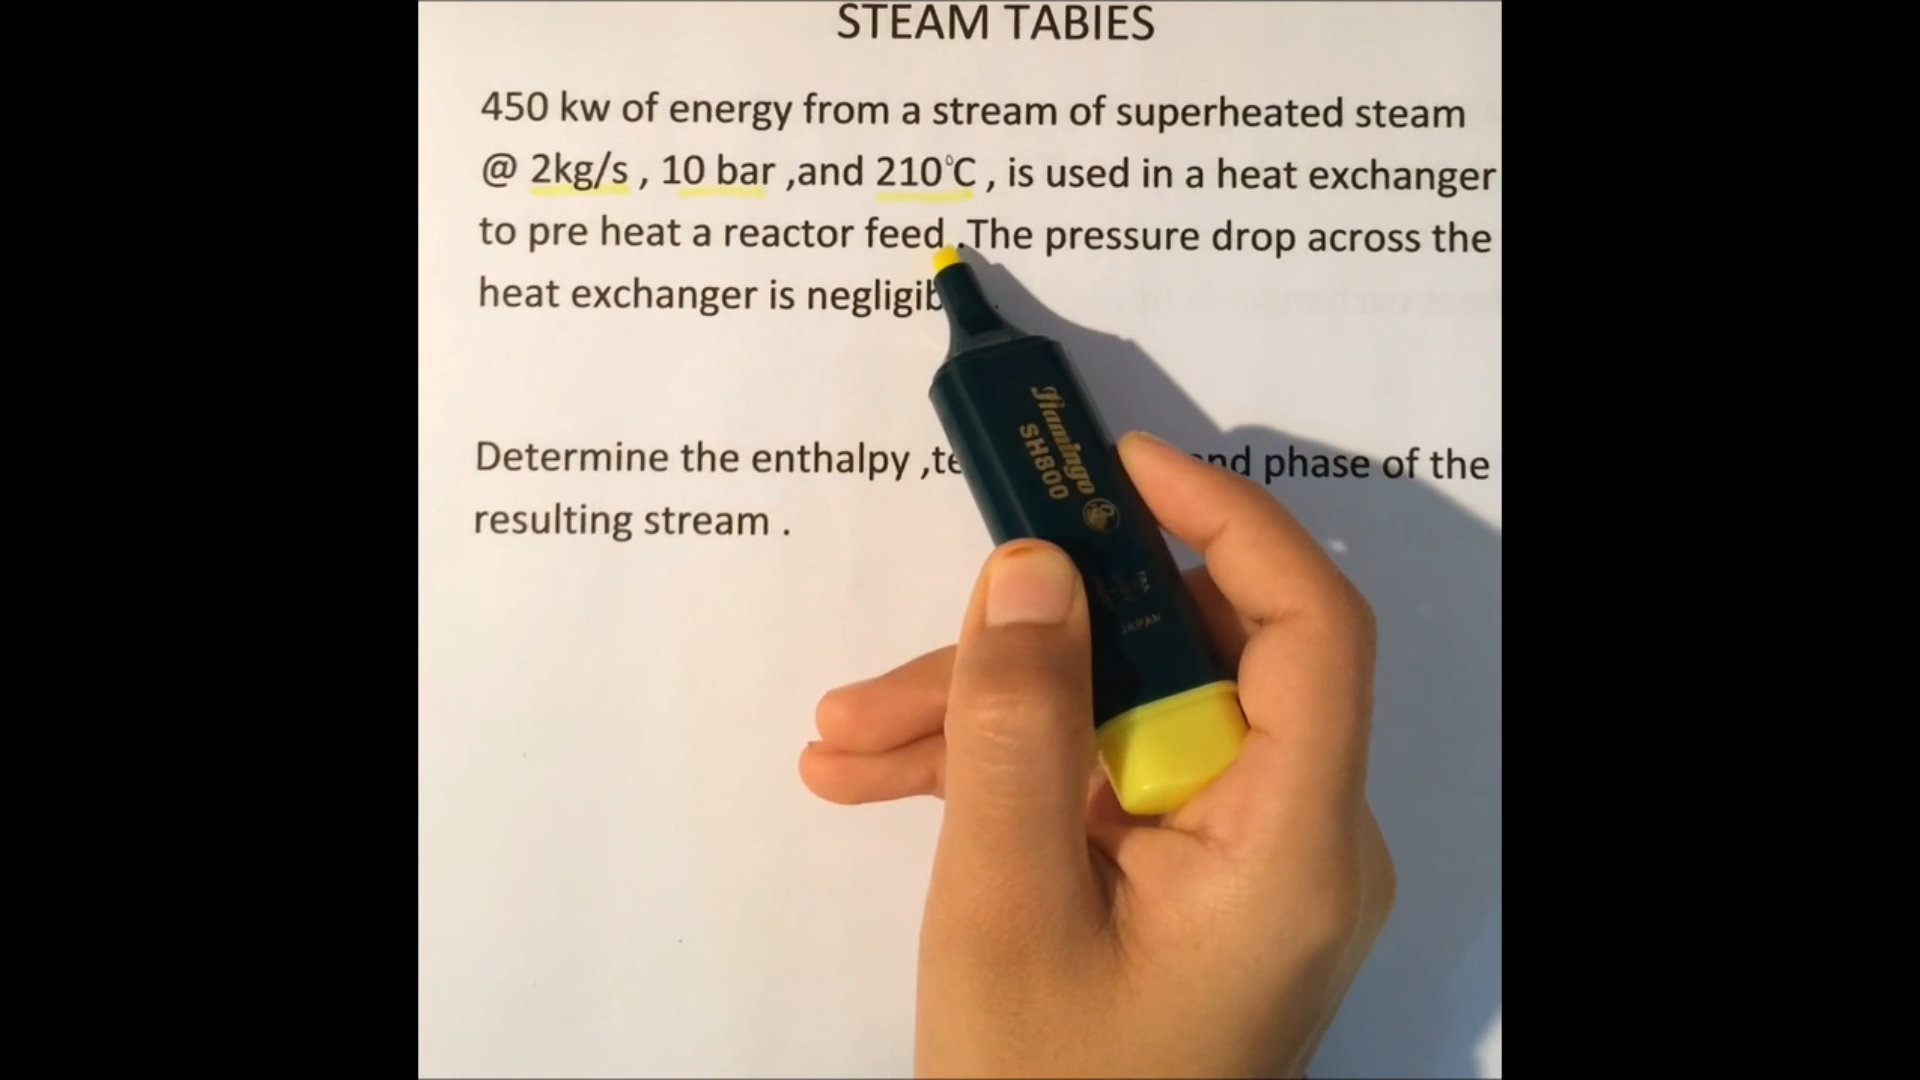 STEAM TABIES
450 kw of energy from a stream of superheated steam
@ 2kg/s , 10 bar ,and 210°C , is used in a heat exchanger
to pre heat a reactor feed .The pressure drop across the
heat exchanger is negligib
Determine the enthalpy ,te nd phase of the
resulting stream .
flamingo
SH800
JAPAN